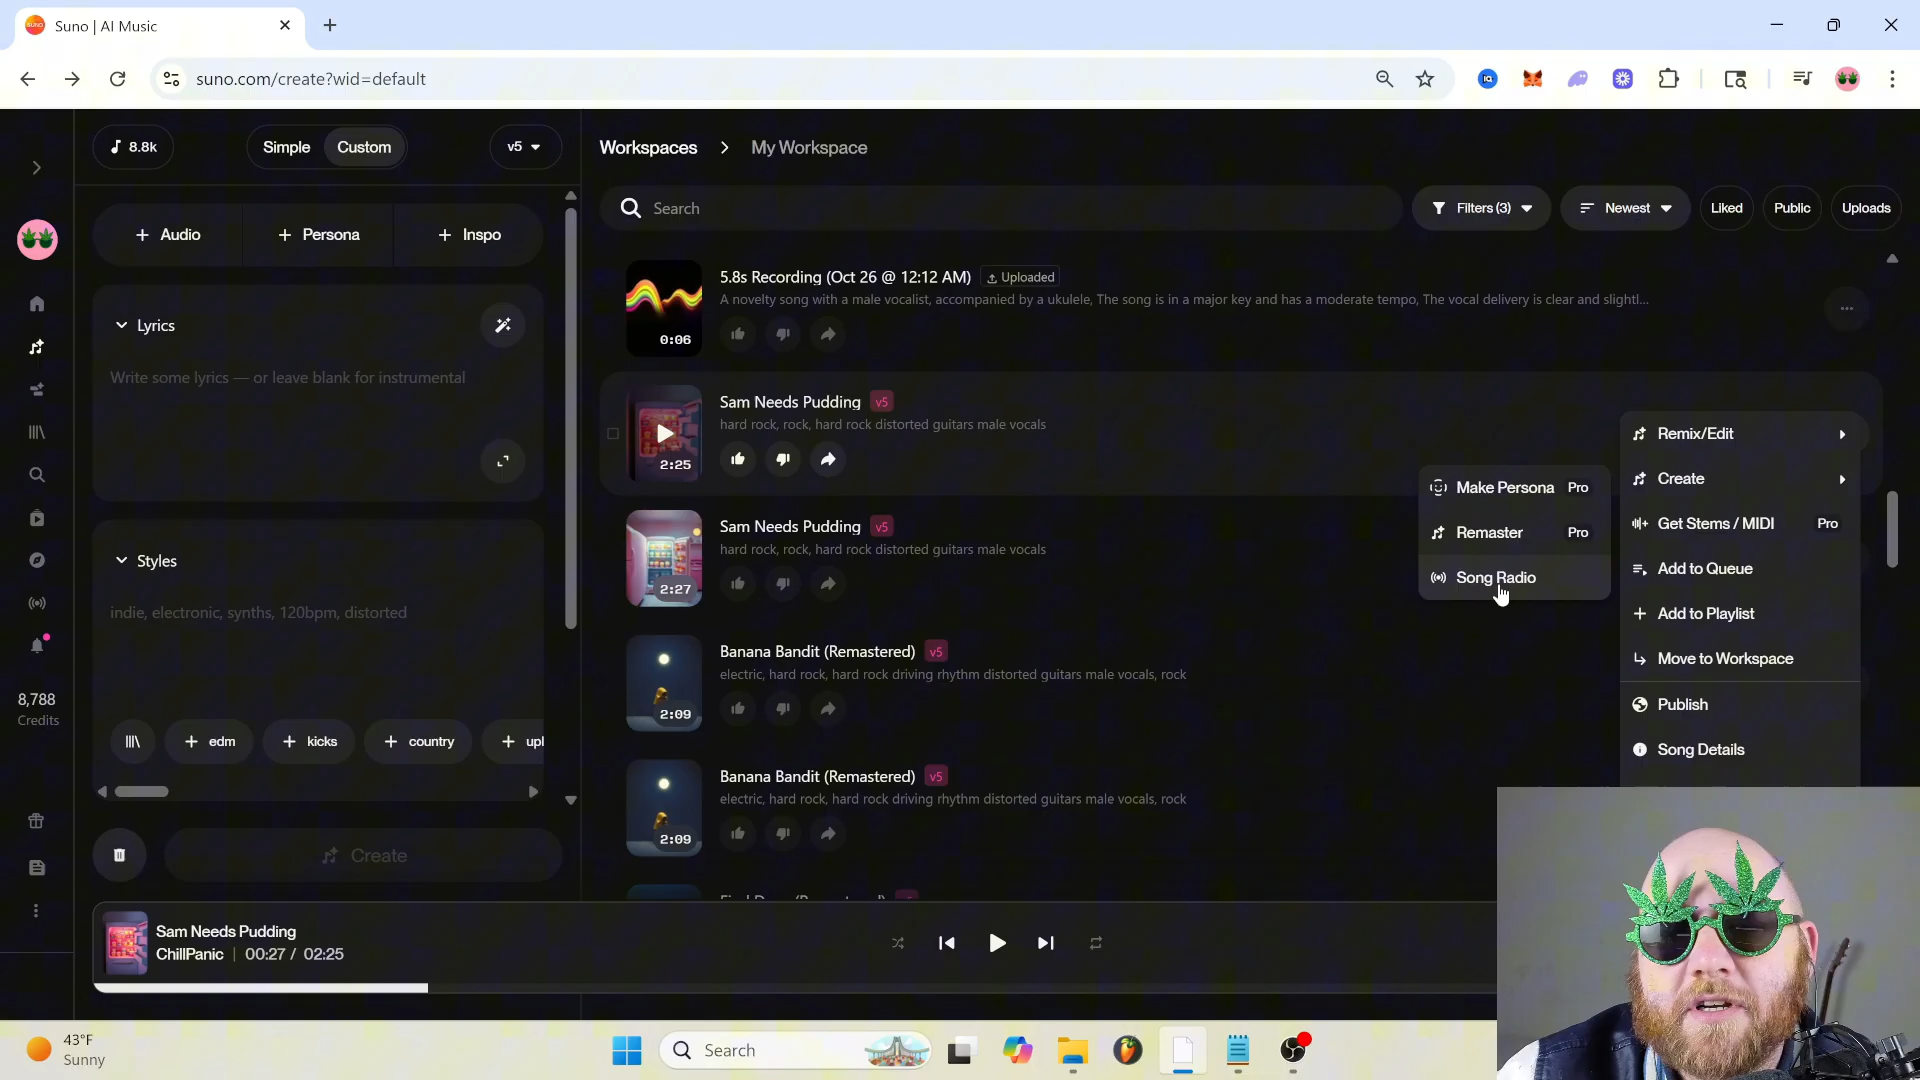 Suno | AI Music
suno.com/create?wid=default
8.8k
Simple
Custom
v5
Audio
Persona
Inspo
Lyrics
Write some lyrics — or leave blank for instrumental
Styles
indie, electronic, synths, 120bpm, distorted
edm
kicks
country
upl
Create
8,788
Credits
Workspaces
My Workspace
Search
Filters (3)
Newest
Liked
Public
Uploads
5.8s Recording (Oct 26 @ 12:12 AM)
Uploaded
A novelty song with a male vocalist, accompanied by a ukulele, The song is in a major key and has a moderate tempo, The vocal delivery is clear and slightl...
0:06
Sam Needs Pudding v5
hard rock, rock, hard rock distorted guitars male vocals
2:25
Sam Needs Pudding v5
hard rock, rock, hard rock distorted guitars male vocals
2:27
Banana Bandit (Remastered) v5
electric, hard rock, hard rock driving rhythm distorted guitars male vocals, rock
2:09
Banana Bandit (Remastered) v5
electric, hard rock, hard rock driving rhythm distorted guitars male vocals, rock
2:09
Make Persona Pro
Remaster Pro
Song Radio
Remix/Edit
Create
Get Stems / MIDI Pro
Add to Queue
Add to Playlist
Move to Workspace
Publish
Song Details
Sam Needs Pudding
ChillPanic | 00:27 / 02:25
43°F
Sunny
Search